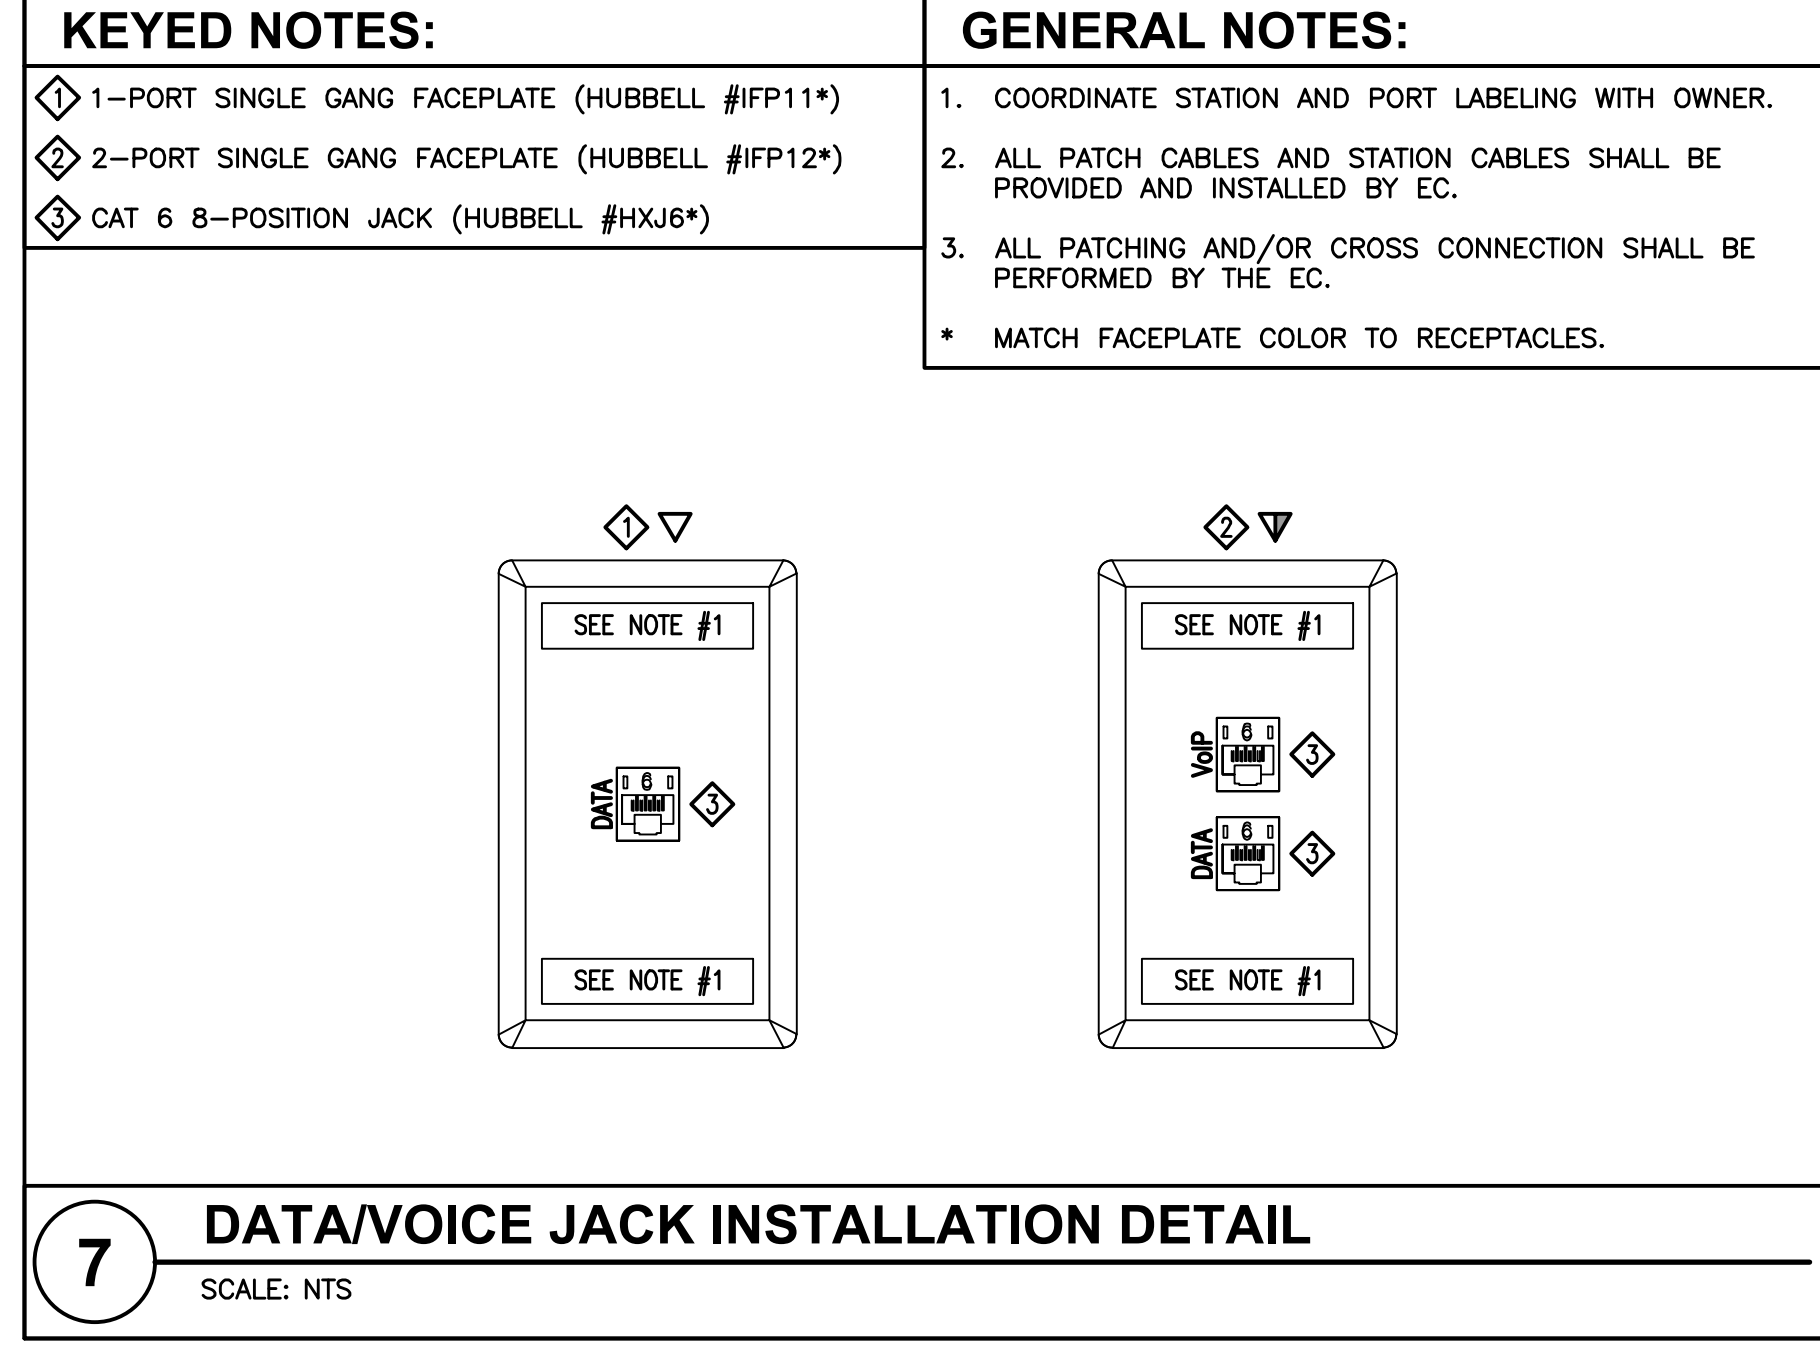 KEYED NOTES:
1 1-PORT SINGLE GANG FACEPLATE (HUBBELL #IFP11*)
2 2-PORT SINGLE GANG FACEPLATE (HUBBELL #IFP12*)
3 CAT 6 8-POSITION JACK (HUBBELL #HXJ6*)
GENERAL NOTES:
1. COORDINATE STATION AND PORT LABELING WITH OWNER.
2. ALL PATCH CABLES AND STATION CABLES SHALL BE
PROVIDED AND INSTALLED BY EC.
3. ALL PATCHING AND/OR CROSS CONNECTION SHALL BE
PERFORMED BY THE EC.
* MATCH FACEPLATE COLOR TO RECEPTACLES.
1
SEE NOTE #1
DATA 6 3
SEE NOTE #1
2
SEE NOTE #1
VoIP 6 3
DATA 6 3
SEE NOTE #1
7
DATA/VOICE JACK INSTALLATION DETAIL
SCALE: NTS